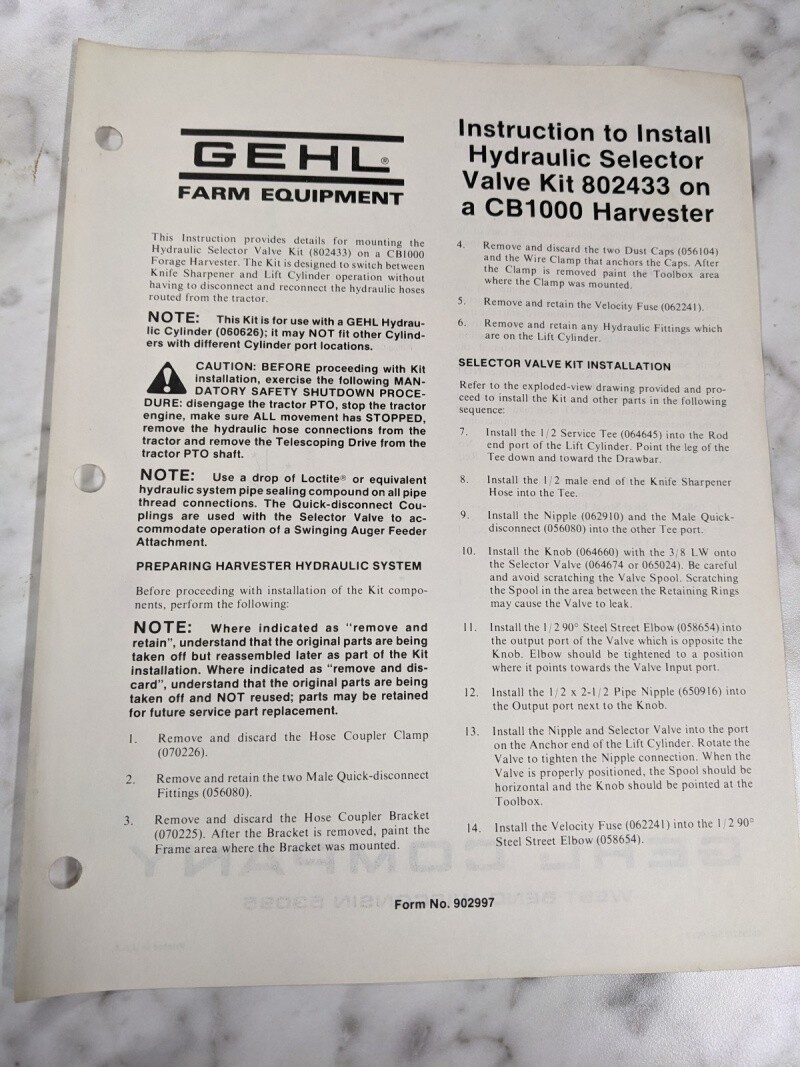 GEHL®
FARM EQUIPMENT
Instruction to Install
Hydraulic Selector
Valve Kit 802433 on
a CB1000 Harvester
This Instruction provides details for mounting the
Hydraulic Selector Valve Kit (802433) on a CB1000
Forage Harvester. The Kit is designed to switch between
Knife Sharpener and Lift Cylinder operation without
having to disconnect and reconnect the hydraulic hoses
routed from the tractor.
NOTE: This Kit is for use with a GEHL Hydrau-
lic Cylinder (060626); it may NOT fit other Cylind-
ers with different Cylinder port locations.
CAUTION: BEFORE proceeding with Kit
installation, exercise the following MAN-
DATORY SAFETY SHUTDOWN PROCE-
DURE: disengage the tractor PTO, stop the tractor
engine, make sure ALL movement has STOPPED,
remove the hydraulic hose connections from the
tractor and remove the Telescoping Drive from the
tractor PTO shaft.
NOTE: Use a drop of Loctite® or equivalent
hydraulic system pipe sealing compound on all pipe
thread connections. The Quick-disconnect Cou-
plings are used with the Selector Valve to ac-
commodate operation of a Swinging Auger Feeder
Attachment.
PREPARING HARVESTER HYDRAULIC SYSTEM
Before proceeding with installation of the Kit compo-
nents, perform the following:
NOTE: Where indicated as "remove and
retain", understand that the original parts are being
taken off but reassembled later as part of the Kit
installation. Where indicated as "remove and dis-
card", understand that the original parts are being
taken off and NOT reused; parts may be retained
for future service part replacement.
1. Remove and discard the Hose Coupler Clamp
(070226).
2. Remove and retain the two Male Quick-disconnect
Fittings (056080).
3. Remove and discard the Hose Coupler Bracket
(070225). After the Bracket is removed, paint the
Frame area where the Bracket was mounted.
4. Remove and discard the two Dust Caps (056104)
and the Wire Clamp that anchors the Caps. After
the Clamp is removed paint the Toolbox area
where the Clamp was mounted.
5. Remove and retain the Velocity Fuse (062241).
6. Remove and retain any Hydraulic Fittings which
are on the Lift Cylinder.
SELECTOR VALVE KIT INSTALLATION
Refer to the exploded-view drawing provided and pro-
ceed to install the Kit and other parts in the following
sequence:
7. Install the 1/2 Service Tee (064645) into the Rod
end port of the Lift Cylinder. Point the leg of the
Tee down and toward the Drawbar.
8. Install the 1/2 male end of the Knife Sharpener
Hose into the Tee.
9. Install the Nipple (062910) and the Male Quick-
disconnect (056080) into the other Tee port.
10. Install the Knob (064660) with the 3/8 LW onto
the Selector Valve (064674 or 065024). Be careful
and avoid scratching the Valve Spool. Scratching
the Spool in the area between the Retaining Rings
may cause the Valve to leak.
11. Install the 1/2 90° Steel Street Elbow (058654) into
the output port of the Valve which is opposite the
Knob. Elbow should be tightened to a position
where it points towards the Valve Input port.
12. Install the 1/2 x 2-1/2 Pipe Nipple (650916) into
the Output port next to the Knob.
13. Install the Nipple and Selector Valve into the port
on the Anchor end of the Lift Cylinder. Rotate the
Valve to tighten the Nipple connection. When the
Valve is properly positioned, the Spool should be
horizontal and the Knob should be pointed at the
Toolbox.
14. Install the Velocity Fuse (062241) into the 1/2 90°
Steel Street Elbow (058654).
GEHL COMPANY
WEST BEND, WISCONSIN 53095
Form No. 902997